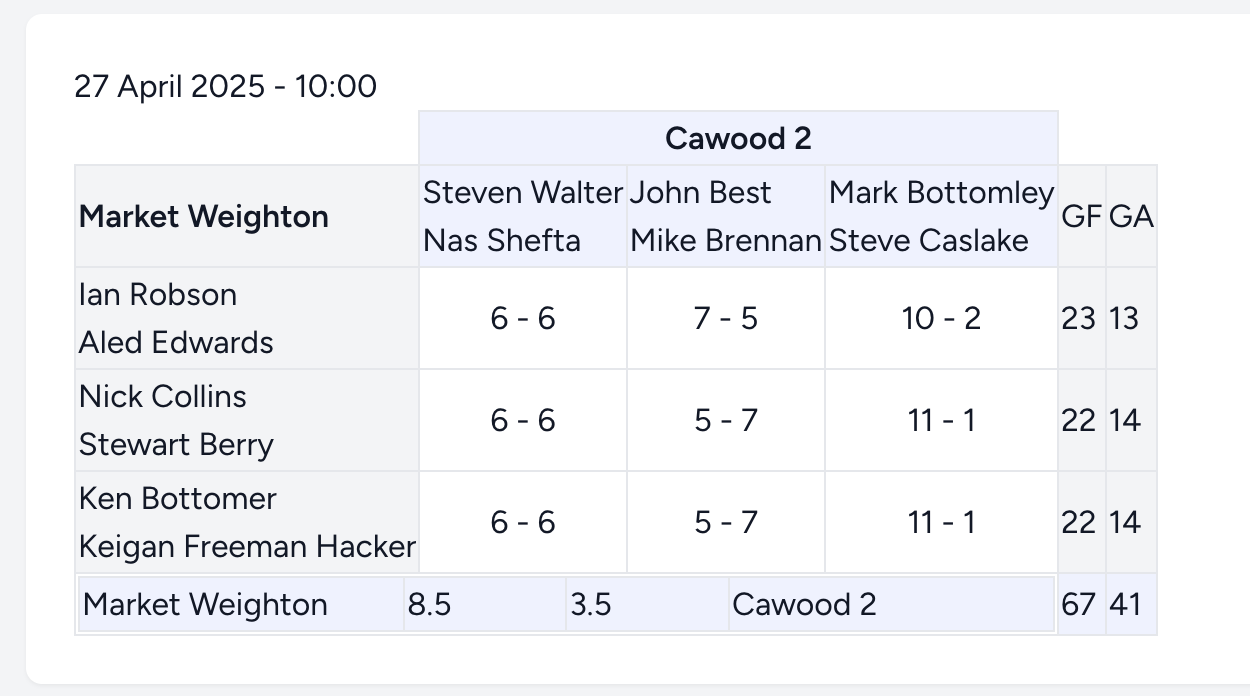 27 April 2025 - 10:00
Cawood 2
Market Weighton
Steven Walter
Nas Shefta
John Best
Mike Brennan
Mark Bottomley
Steve Caslake
GF GA
Ian Robson
Aled Edwards
6 - 6 7 - 5 10 - 2 23 13
Nick Collins
Stewart Berry
6 - 6 5 - 7 11 - 1 22 14
Ken Bottomer
Keigan Freeman Hacker
6 - 6 5 - 7 11 - 1 22 14
Market Weighton 8.5 3.5 Cawood 2 67 41